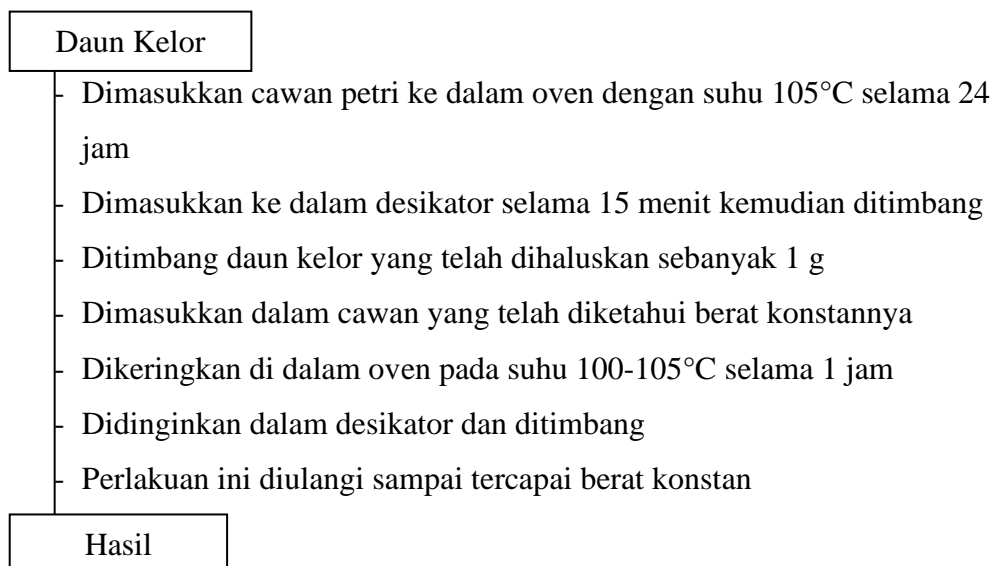 Daun Kelor
- Dimasukkan cawan petri ke dalam oven dengan suhu 105°C selama 24
jam
- Dimasukkan ke dalam desikator selama 15 menit kemudian ditimbang
- Ditimbang daun kelor yang telah dihaluskan sebanyak 1 g
- Dimasukkan dalam cawan yang telah diketahui berat konstannya
- Dikeringkan di dalam oven pada suhu 100-105°C selama 1 jam
- Didinginkan dalam desikator dan ditimbang
- Perlakuan ini diulangi sampai tercapai berat konstan
Hasil